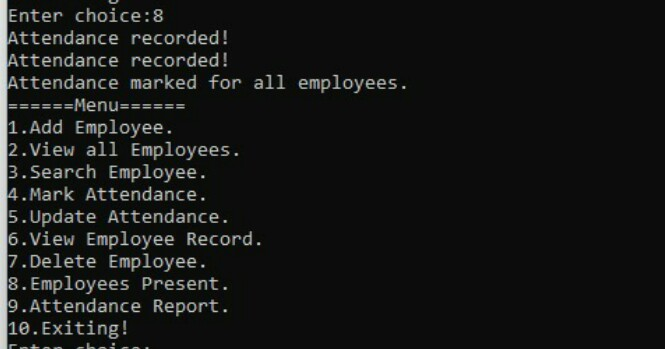 Enter choice:8
Attendance recorded!
Attendance recorded!
Attendance marked for all employees.
======Menu======
1.Add Employee.
2.View all Employees.
3.Search Employee.
4.Mark Attendance.
5.Update Attendance.
6.View Employee Record.
7.Delete Employee.
8.Employees Present.
9.Attendance Report.
10.Exiting!
Enter choice: